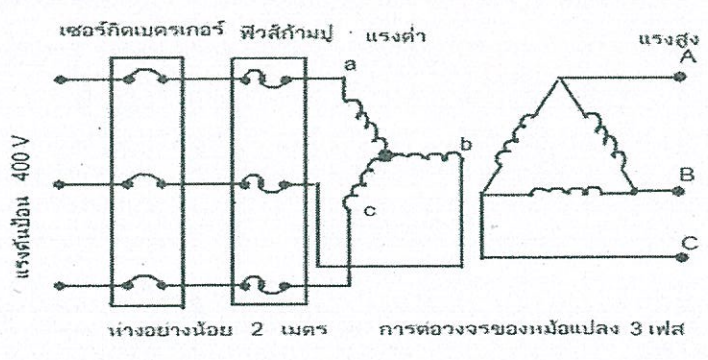 เซอร์กิตเบรคเกอร์ ฟิวส์ก้ามปู แรงต่ำ แรงสูง
a
A
b
B
c
C
แรงดันป้อน 400 V
ห่างอย่างน้อย 2 เมตร การต่อวงจรของหม้อแปลง 3 เฟส